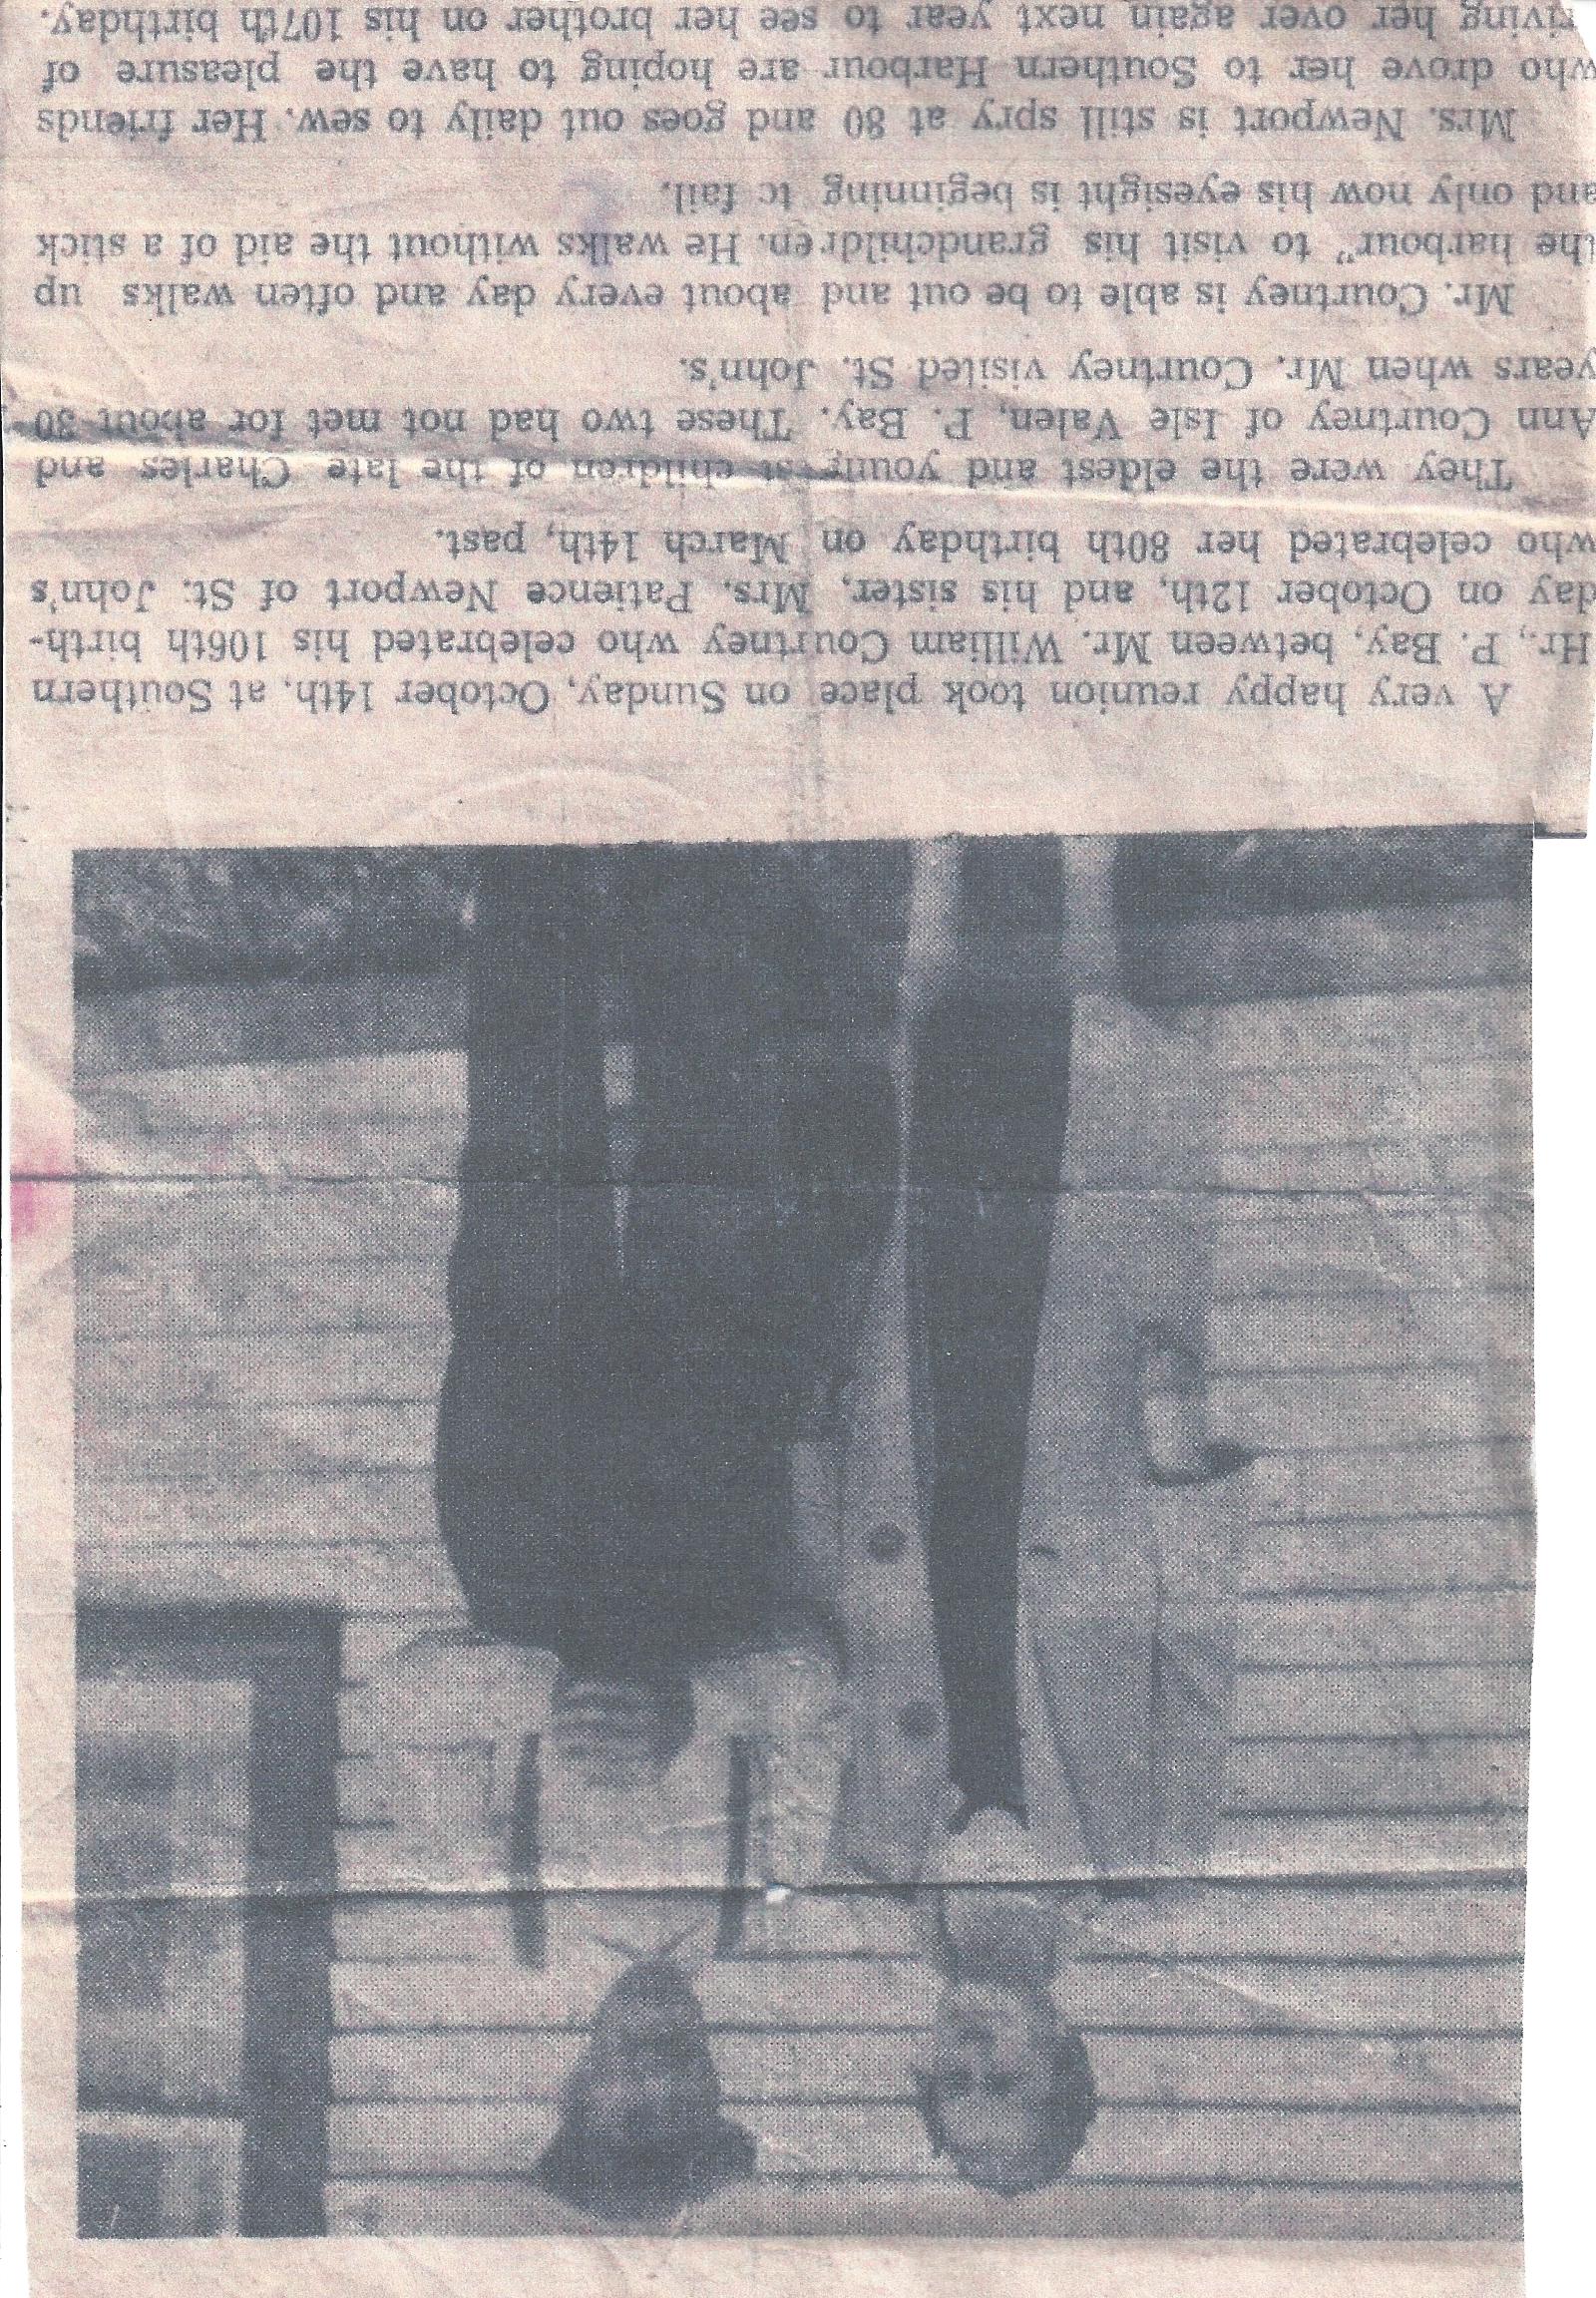 A very happy reunion took place on Sunday, October 14th, at Southern
Hr., P. Bay, between Mr. William Courtney who celebrated his 106th birth-
day on October 12th, and his sister, Mrs. Patience Newport of St. John's
who celebrated her 80th birthday on March 14th, past.
They were the eldest and youngest children of the late Charles and
Ann Courtney of Isle Valen, P. Bay. These two had not met for about 30
years when Mr. Courtney visited St. John's.
Mr. Courtney is able to be out and about every day and often walks up
the harbour" to visit his grandchildren. He walks without the aid of a stick
and only now his eyesight is beginning to fail.
Mrs. Newport is still spry at 80 and goes out daily to sew. Her friends
who drove her to Southern Harbour are hoping to have the pleasure of
riving her over again next year to see her brother on his 107th birthday.